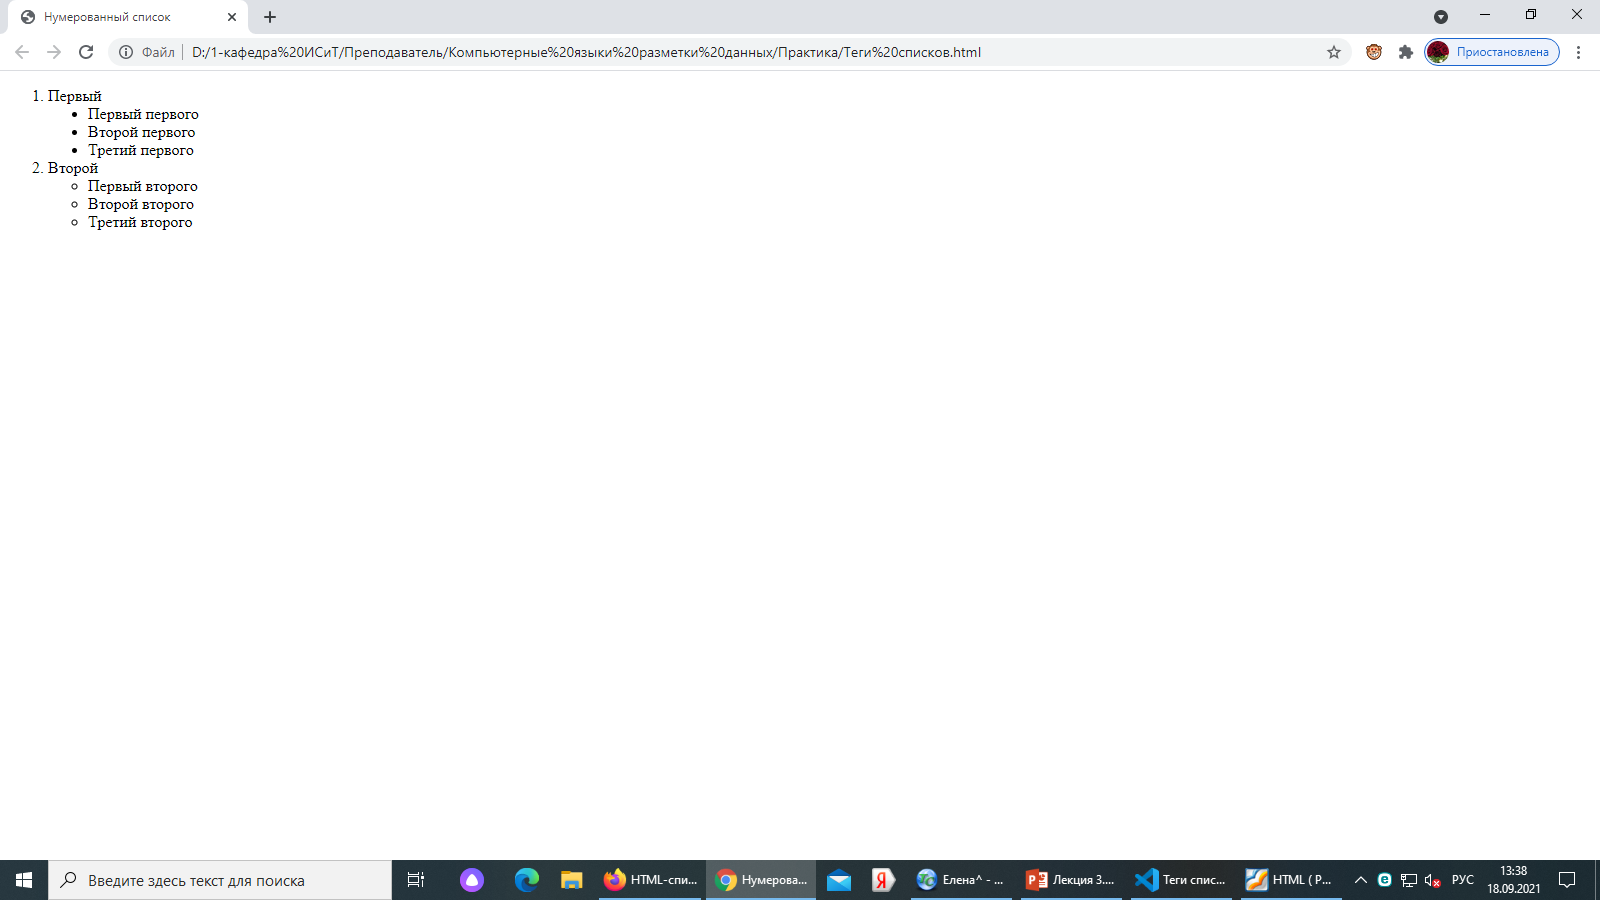 Нумерованный список
Файл D:/1-кафедра%20ИСиТ/Преподаватель/Компьютерные%20языки%20разметки%20данных/Практика/Теги%20списков.html
Приостановлена
1. Первый
• Первый первого
• Второй первого
• Третий первого
2. Второй
◦ Первый второго
◦ Второй второго
◦ Третий второго
Введите здесь текст для поиска
HTML-спи...
Нумерова...
Елена^ - ...
Лекция 3....
Теги спис...
HTML ( P...
РУС
13:38
18.09.2021